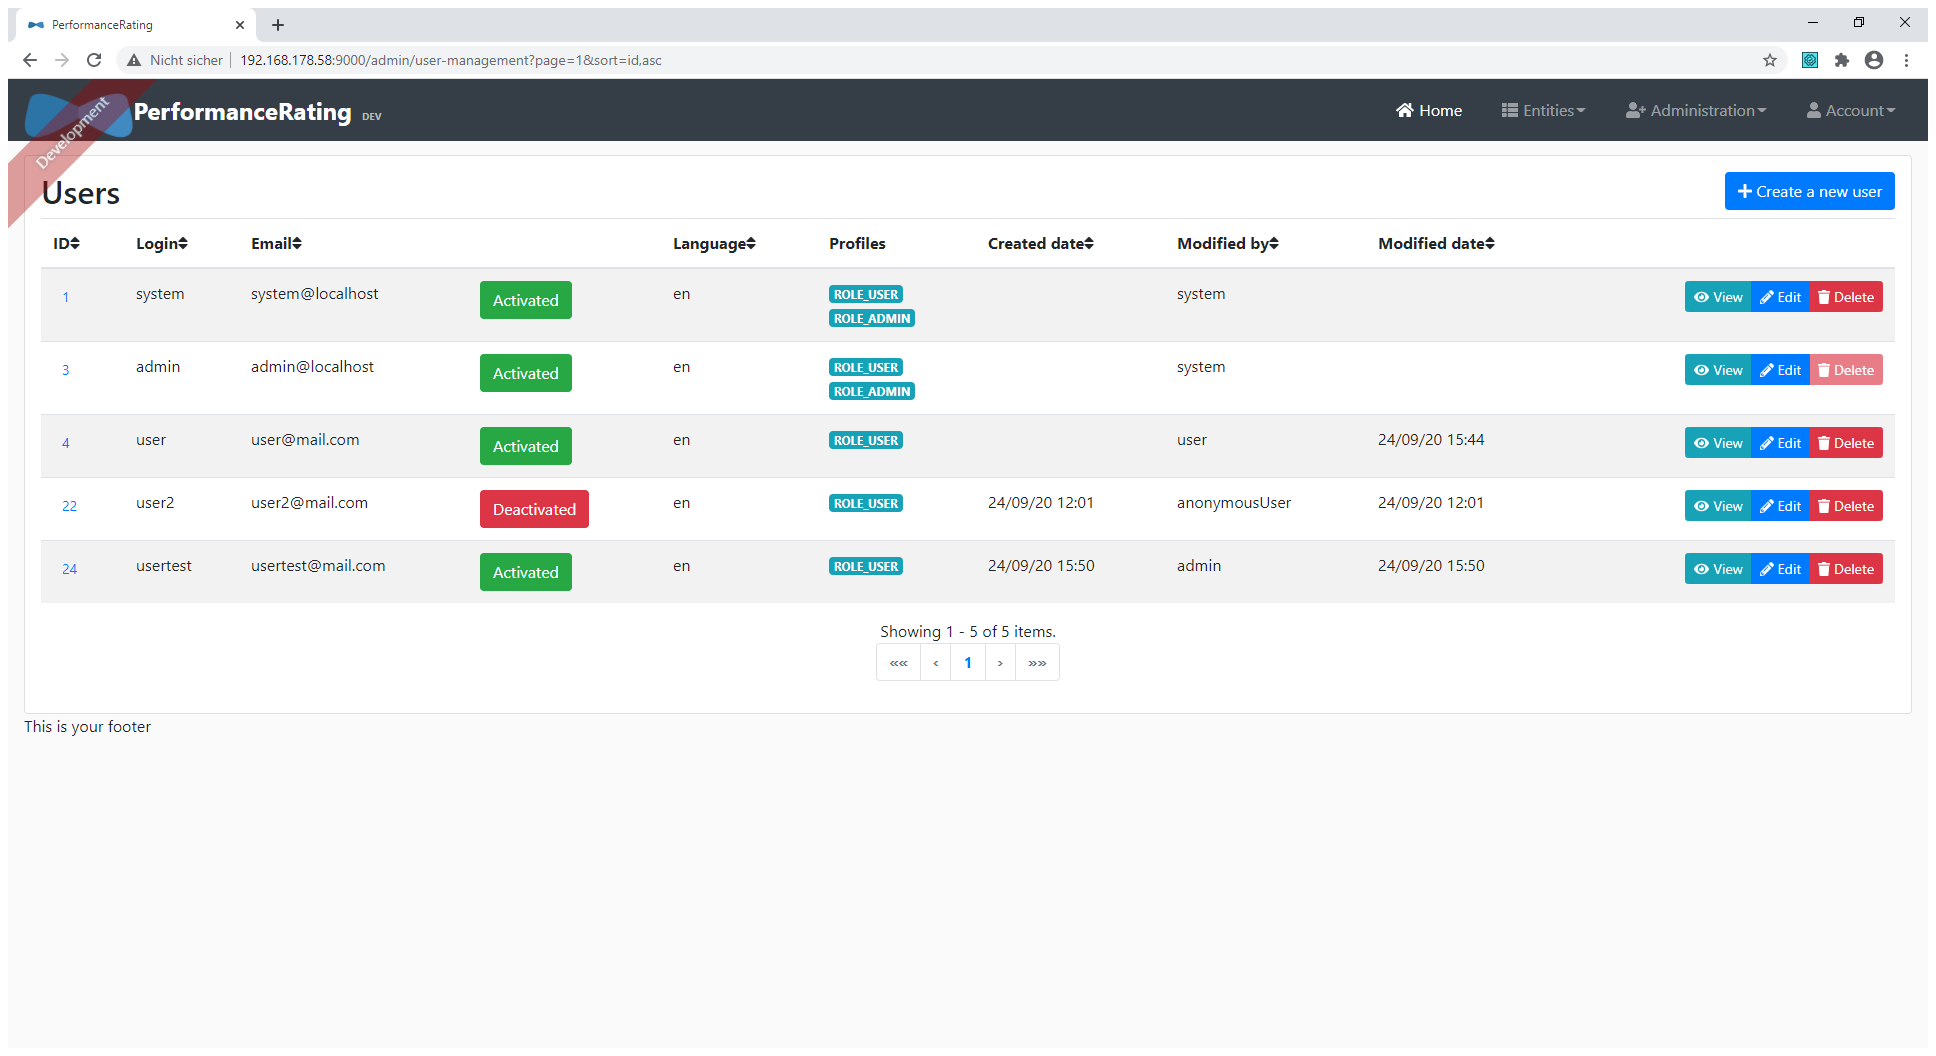 PerformanceRating
Nicht sicher 192.168.178.58:9000/admin/user-management?page=1&sort=id,asc
Development
PerformanceRating DEV Home Entities Administration Account
Users Create a new user
ID Login Email Language Profiles Created date Modified by Modified date
1 system system@localhost Activated en ROLE_USER system View Edit Delete
ROLE_ADMIN
3 admin admin@localhost Activated en ROLE_USER system View Edit Delete
ROLE_ADMIN
4 user user@mail.com Activated en ROLE_USER user 24/09/20 15:44 View Edit Delete
22 user2 user2@mail.com Deactivated en ROLE_USER 24/09/20 12:01 anonymousUser 24/09/20 12:01 View Edit Delete
24 usertest usertest@mail.com Activated en ROLE_USER 24/09/20 15:50 admin 24/09/20 15:50 View Edit Delete
Showing 1 - 5 of 5 items.
«« ‹ 1 › »»
This is your footer